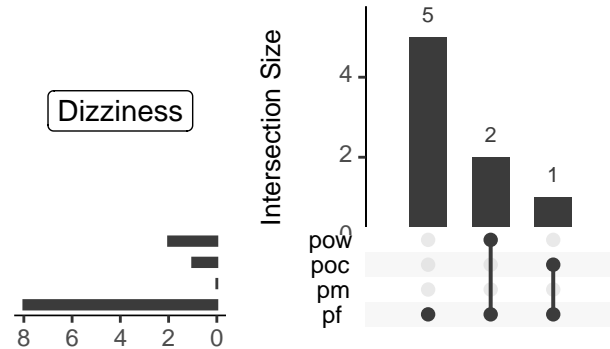 Dizziness
Intersection Size
5
2
1
4
2
0
pow
poc
pm
pf
8 6 4 2 0